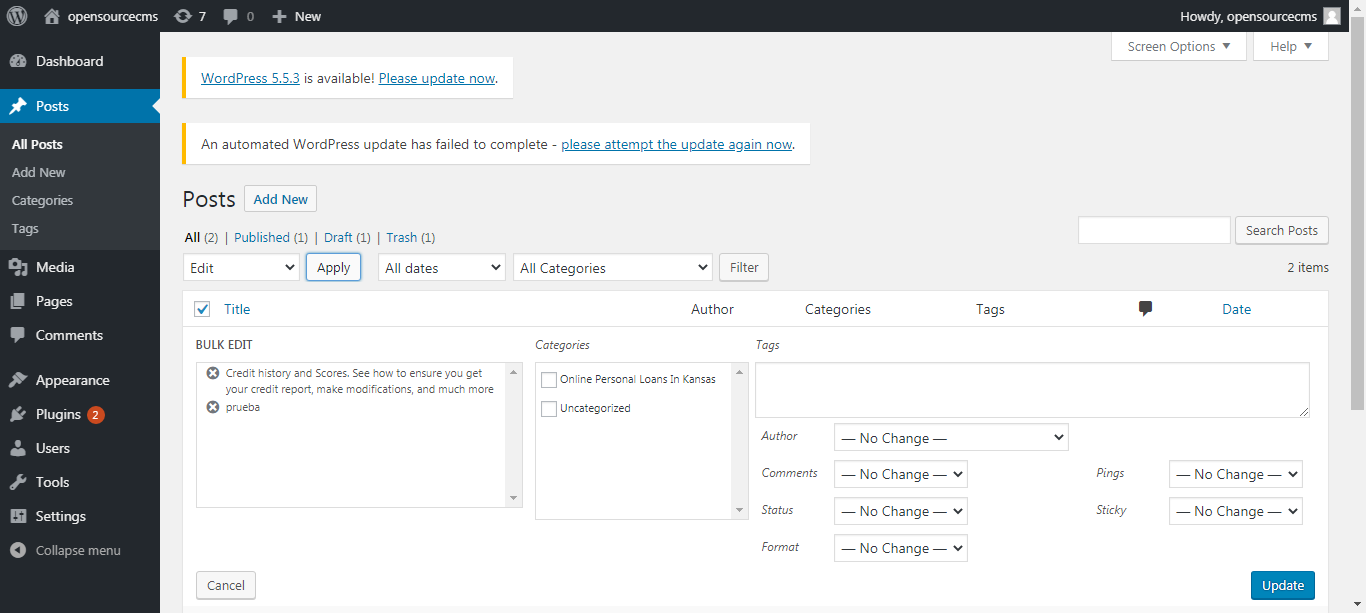 opensourcecms 7 0 New Howdy, opensourcecms
Screen Options Help
Dashboard
Posts
All Posts
Add New
Categories
Tags
Media
Pages
Comments
Appearance
Plugins 2
Users
Tools
Settings
Collapse menu
WordPress 5.5.3 is available! Please update now.
An automated WordPress update has failed to complete - please attempt the update again now.
Posts Add New
All (2) | Published (1) | Draft (1) | Trash (1)
Search Posts
Edit Apply All dates All Categories Filter 2 items
Title Author Categories Tags Date
BULK EDIT
Credit history and Scores. See how to ensure you get
your credit report, make modifications, and much more
prueba
Categories
Online Personal Loans In Kansas
Uncategorized
Tags
Author — No Change —
Comments — No Change — Pings — No Change —
Status — No Change — Sticky — No Change —
Format — No Change —
Cancel Update